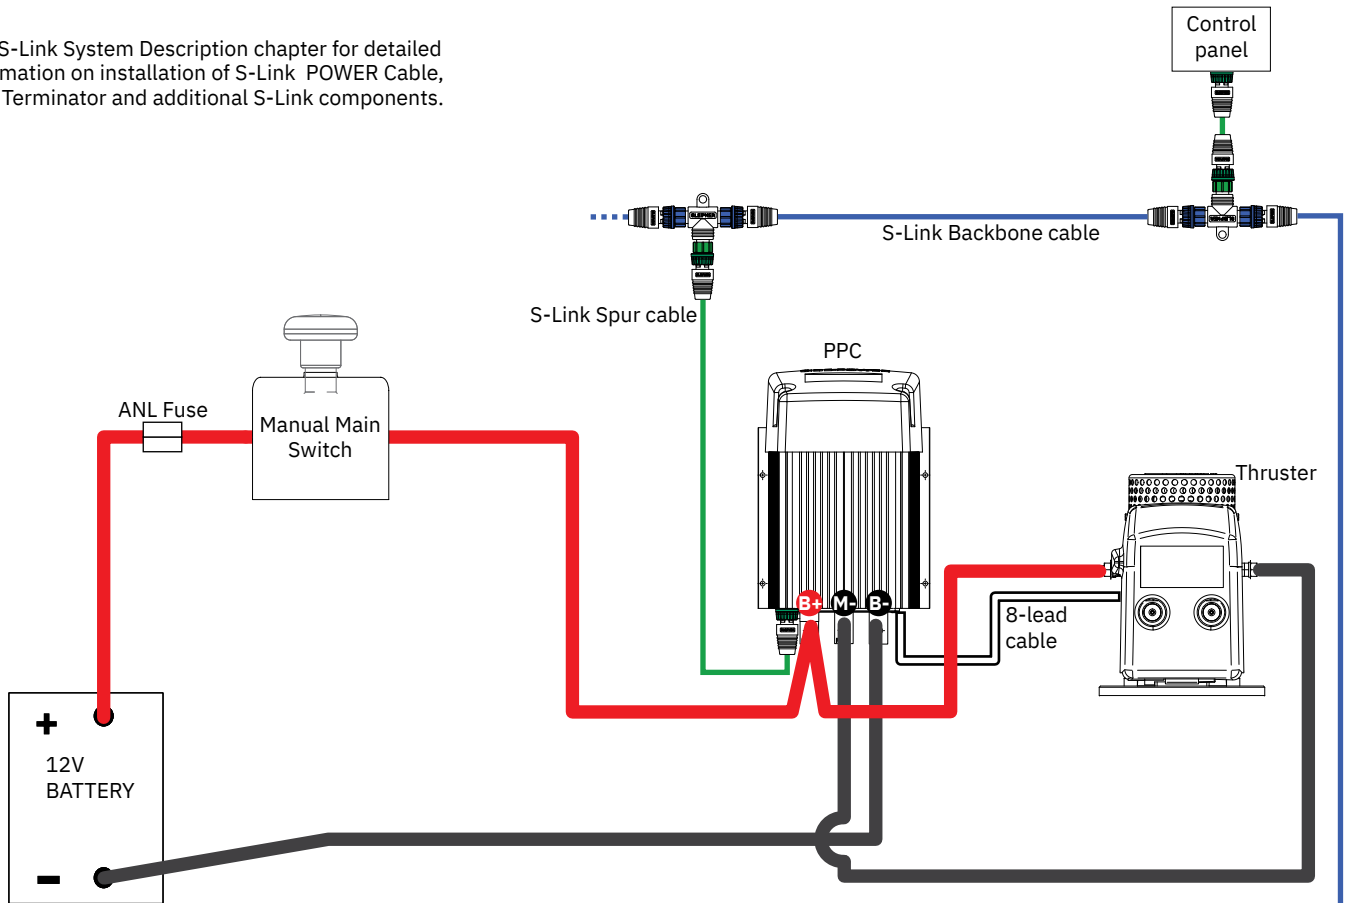 S-Link System Description chapter for detailed
mation on installation of S-Link POWER Cable,
Terminator and additional S-Link components.
Control
panel
S-Link Backbone cable
S-Link Spur cable
PPC
ANL Fuse
Manual Main
Switch
Thruster
B+ M- B-
8-lead
cable
+
12V
BATTERY
-